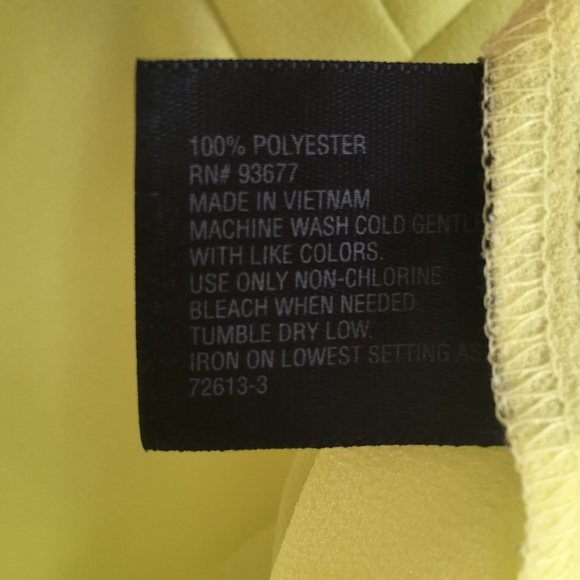 100% POLYESTER
RN# 93677
MADE IN VIETNAM
MACHINE WASH COLD GENTL
WITH LIKE COLORS.
USE ONLY NON-CHLORINE
BLEACH WHEN NEEDED.
TUMBLE DRY LOW.
IRON ON LOWEST SETTING AS
72613-3